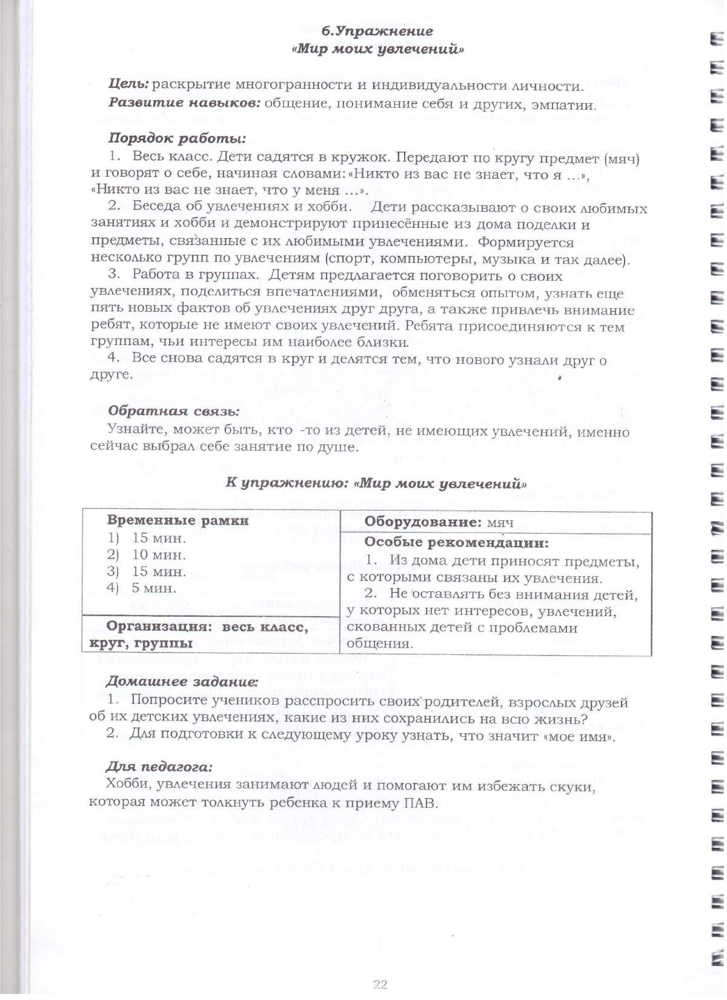 6.Упражнение
«Мир моих увлечений»
Цель: раскрытие многогранности и индивидуальности личности.
Развитие навыков: общение, понимание себя и других, эмпатии.
Порядок работы:
1. Весь класс. Дети садятся в кружок. Передают по кругу предмет (мяч)
и говорят о себе, начиная словами: «Никто из вас не знает, что я ...»,
«Никто из вас не знает, что у меня ...».
2. Беседа об увлечениях и хобби. Дети рассказывают о своих любимых
занятиях и хобби и демонстрируют принесённые из дома поделки и
предметы, связанные с их любимыми увлечениями. Формируется
несколько групп по увлечениям (спорт, компьютеры, музыка и так далее).
3. Работа в группах. Детям предлагается поговорить о своих
увлечениях, поделиться впечатлениями, обменяться опытом, узнать еще
пять новых фактов об увлечениях друг друга, а также привлечь внимание
ребят, которые не имеют своих увлечений. Ребята присоединяются к тем
группам, чьи интересы им наиболее близки.
4. Все снова садятся в круг и делятся тем, что нового узнали друг о
друге.
Обратная связь:
Узнайте, может быть, кто -то из детей, не имеющих увлечений, именно
сейчас выбрал себе занятие по душе.
К упражнению: «Мир моих увлечений»
Временные рамки
1) 15 мин.
2) 10 мин.
3) 15 мин.
4) 5 мин.
Организация: весь класс,
круг, группы
Оборудование: мяч
Особые рекомендации:
1. Из дома дети приносят предметы,
с которыми связаны их увлечения.
2. Не оставлять без внимания детей,
у которых нет интересов, увлечений,
скованных детей с проблемами
общения.
Домашнее задание:
1. Попросите учеников расспросить своих родителей, взрослых друзей
об их детских увлечениях, какие из них сохранились на всю жизнь?
2. Для подготовки к следующему уроку узнать, что значит «мое имя».
Для педагога:
Хобби, увлечения занимают людей и помогают им избежать скуки,
которая может толкнуть ребенка к приему ПАВ.
22